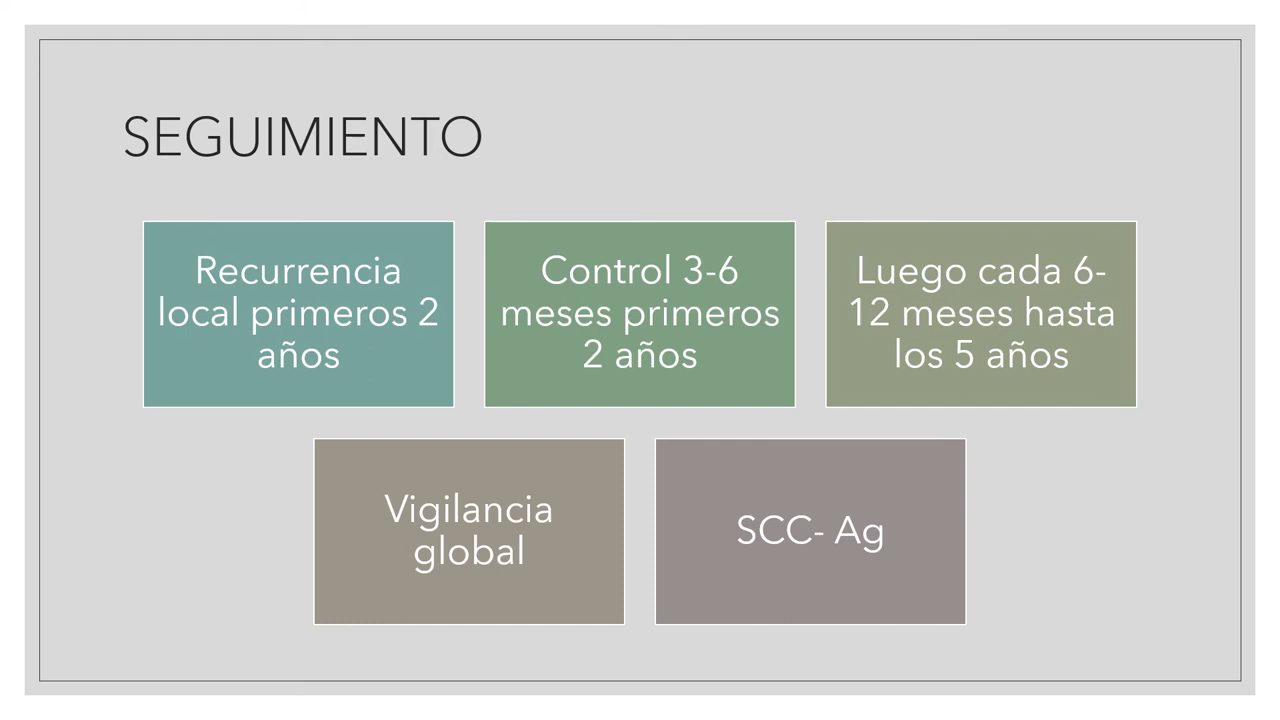 SEGUIMIENTO
Recurrencia
local primeros 2
años
Control 3-6
meses primeros
2 años
Luego cada 6-
12 meses hasta
los 5 años
Vigilancia
global
SCC- Ag